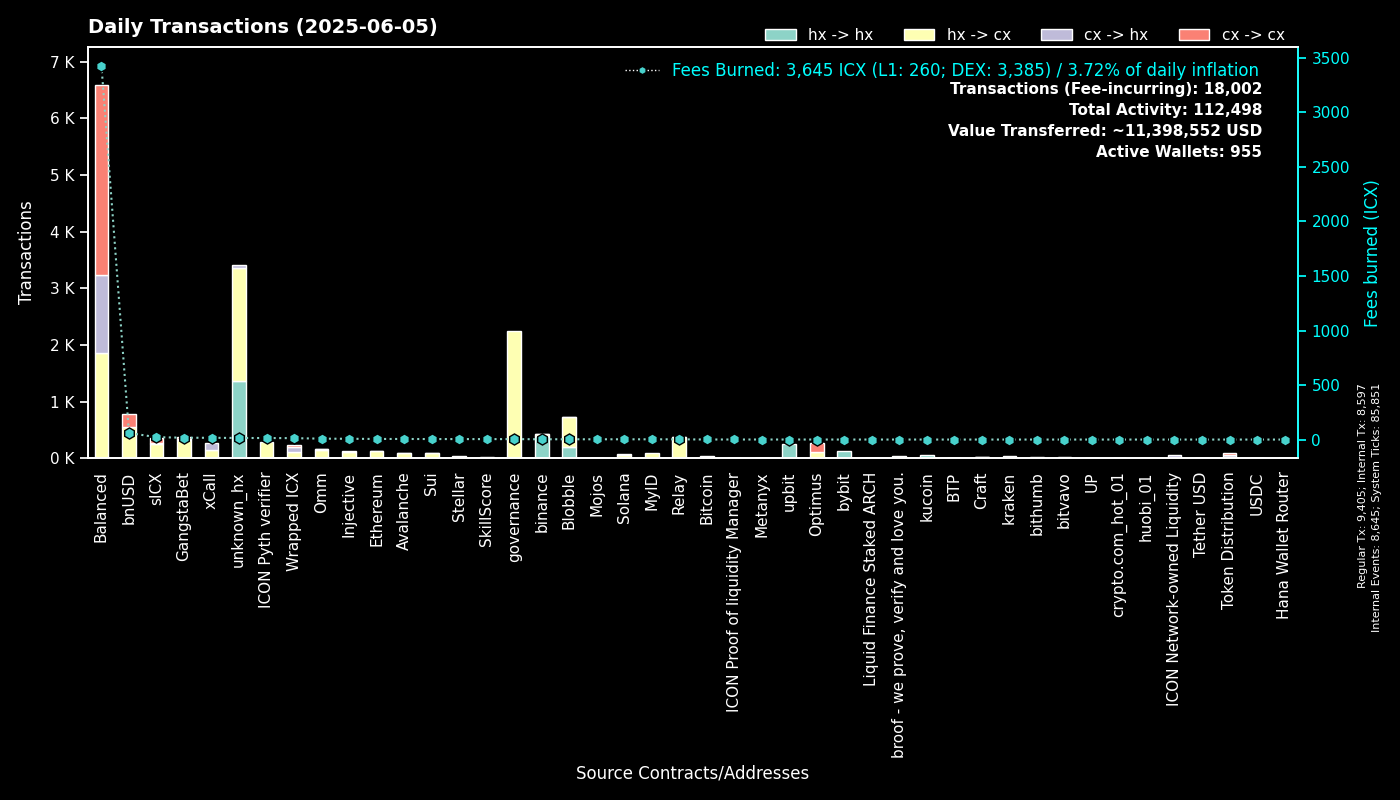 Daily Transactions (2025-06-05)
hx -> hx
hx -> cx
cx -> hx
cx -> cx
Fees Burned: 3,645 ICX (L1: 260; DEX: 3,385) / 3.72% of daily inflation
Transactions (Fee-incurring): 18,002
Total Activity: 112,498
Value Transferred: ~11,398,552 USD
Active Wallets: 955
Transactions
7 K
6 K
5 K
4 K
3 K
2 K
1 K
0 K
3500
3000
2500
2000
1500
1000
500
0
Fees burned (ICX)
Balanced
bnUSD
sICX
GangstaBet
xCall
unknown_hx
ICON Pyth verifier
Wrapped ICX
Omm
Injective
Ethereum
Avalanche
Sui
Stellar
SkillScore
governance
binance
Blobble
Mojos
Solana
MyID
Relay
Bitcoin
ICON Proof of liquidity Manager
Metanyx
upbit
Optimus
bybit
Liquid Finance Staked ARCH
broof - we prove, verify and love you.
kucoin
BTP
Craft
kraken
bithumb
bitvavo
UP
crypto.com_hot_01
huobi_01
ICON Network-owned Liquidity
Tether USD
Token Distribution
USDC
Hana Wallet Router
Source Contracts/Addresses
Regular Tx: 9,405; Internal Tx: 8,597
Internal Events: 8,645; System Ticks: 85,851